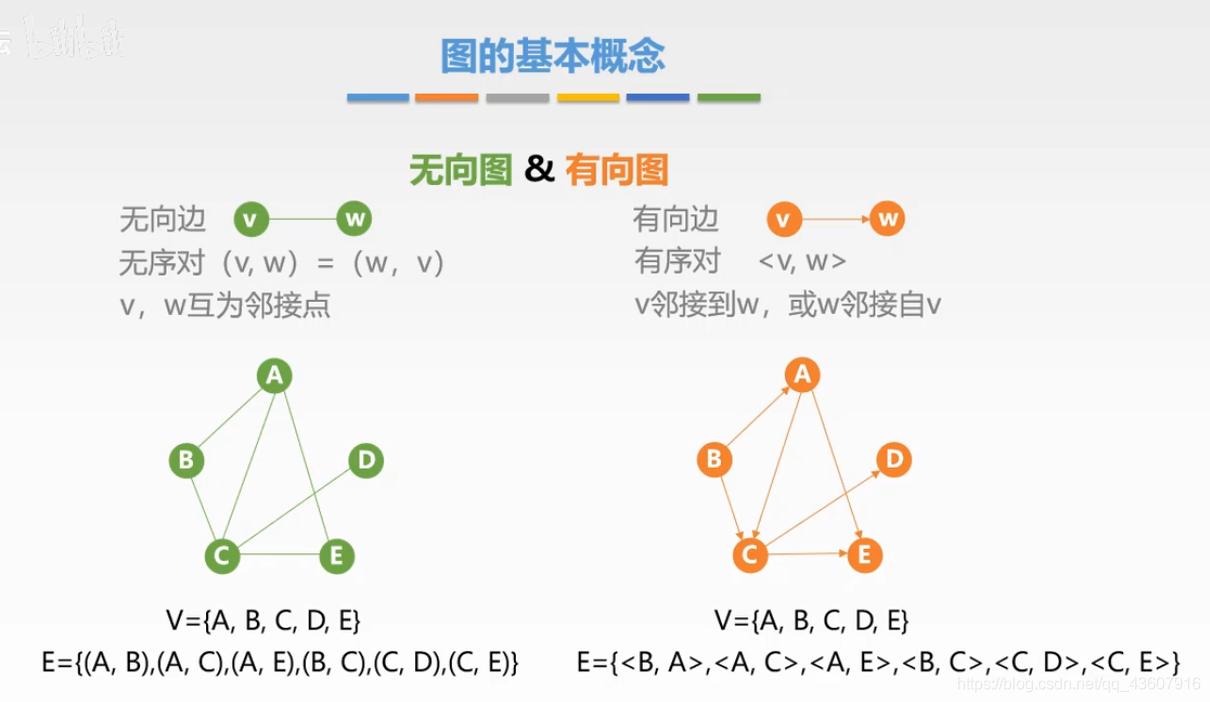 图的基本概念
无向图 & 有向图
无向边 v w
无序对（v, w）=（w，v）
v，w互为邻接点
有向边 v w
有序对 <v, w>
v邻接到w，或w邻接自v
A
B
D
C
E
V={A, B, C, D, E}
E={(A, B),(A, C),(A, E),(B, C),(C, D),(C, E)}
A
B
D
C
E
V={A, B, C, D, E}
E={<B, A>,<A, C>,<A, E>,<B, C>,<C, D>,<C, E>}
https://blog.csdn.net/qq_43607916